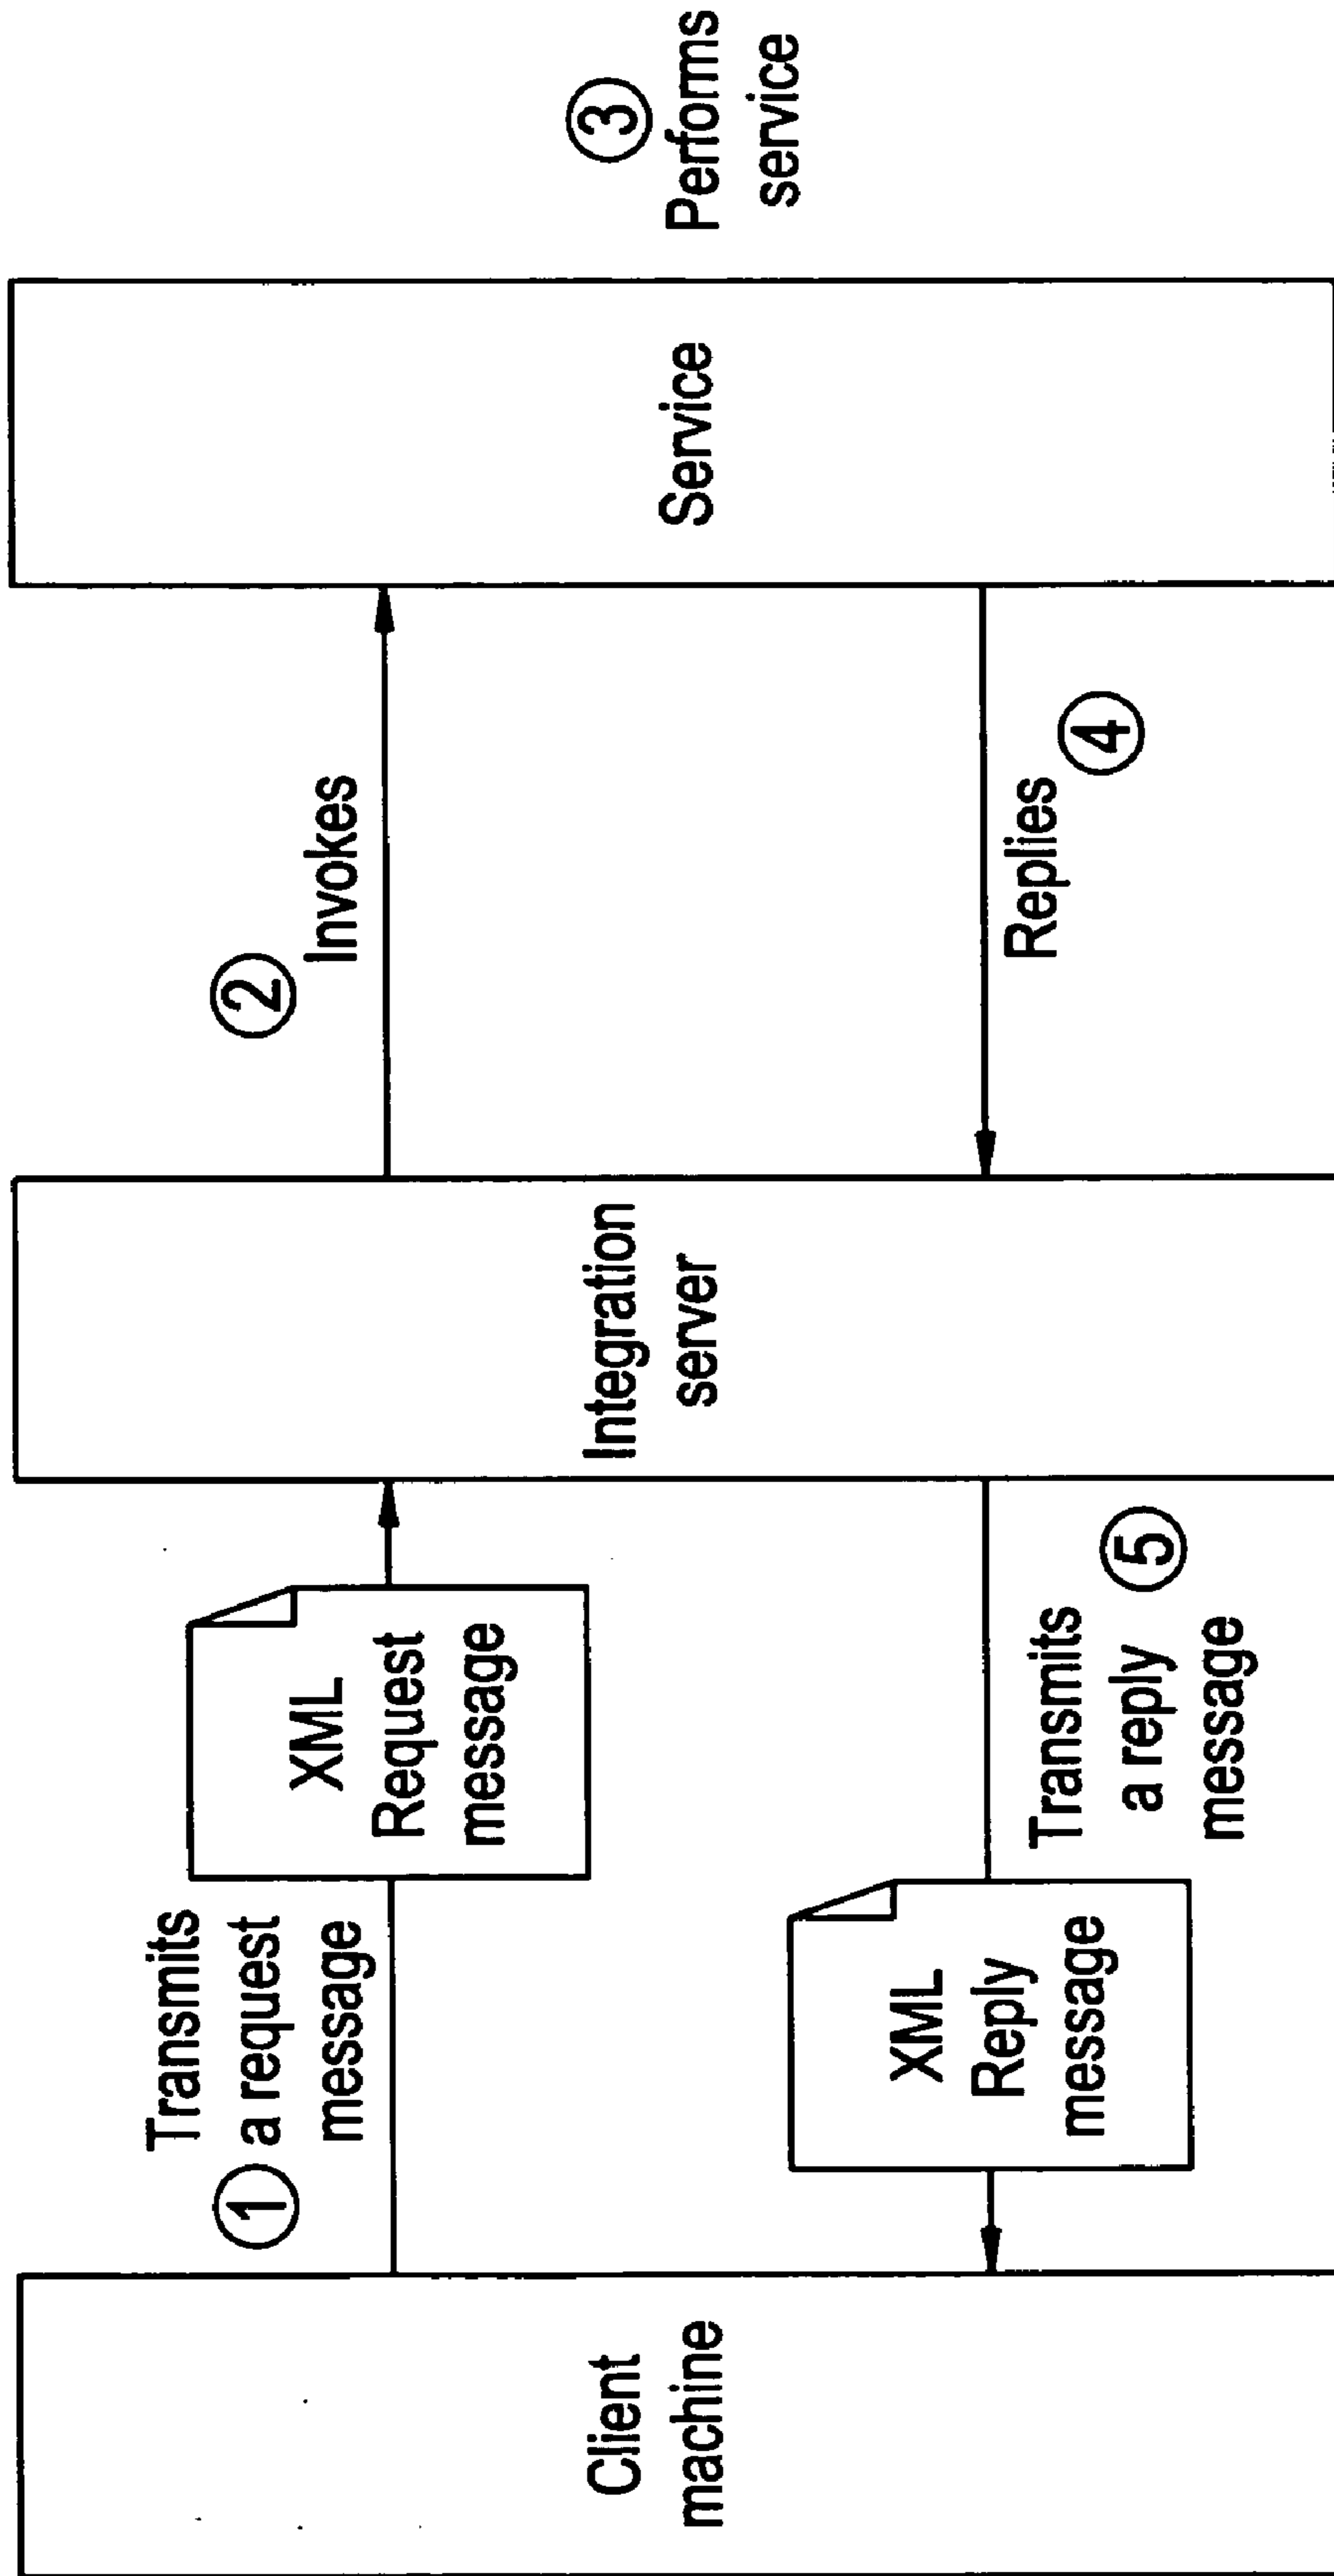 Client
machine
①
Transmits
a request
message
XML
Request
message
Integration
server
②
Invokes
Service
③
Performs
service
④
Replies
⑤
Transmits
a reply
message
XML
Reply
message